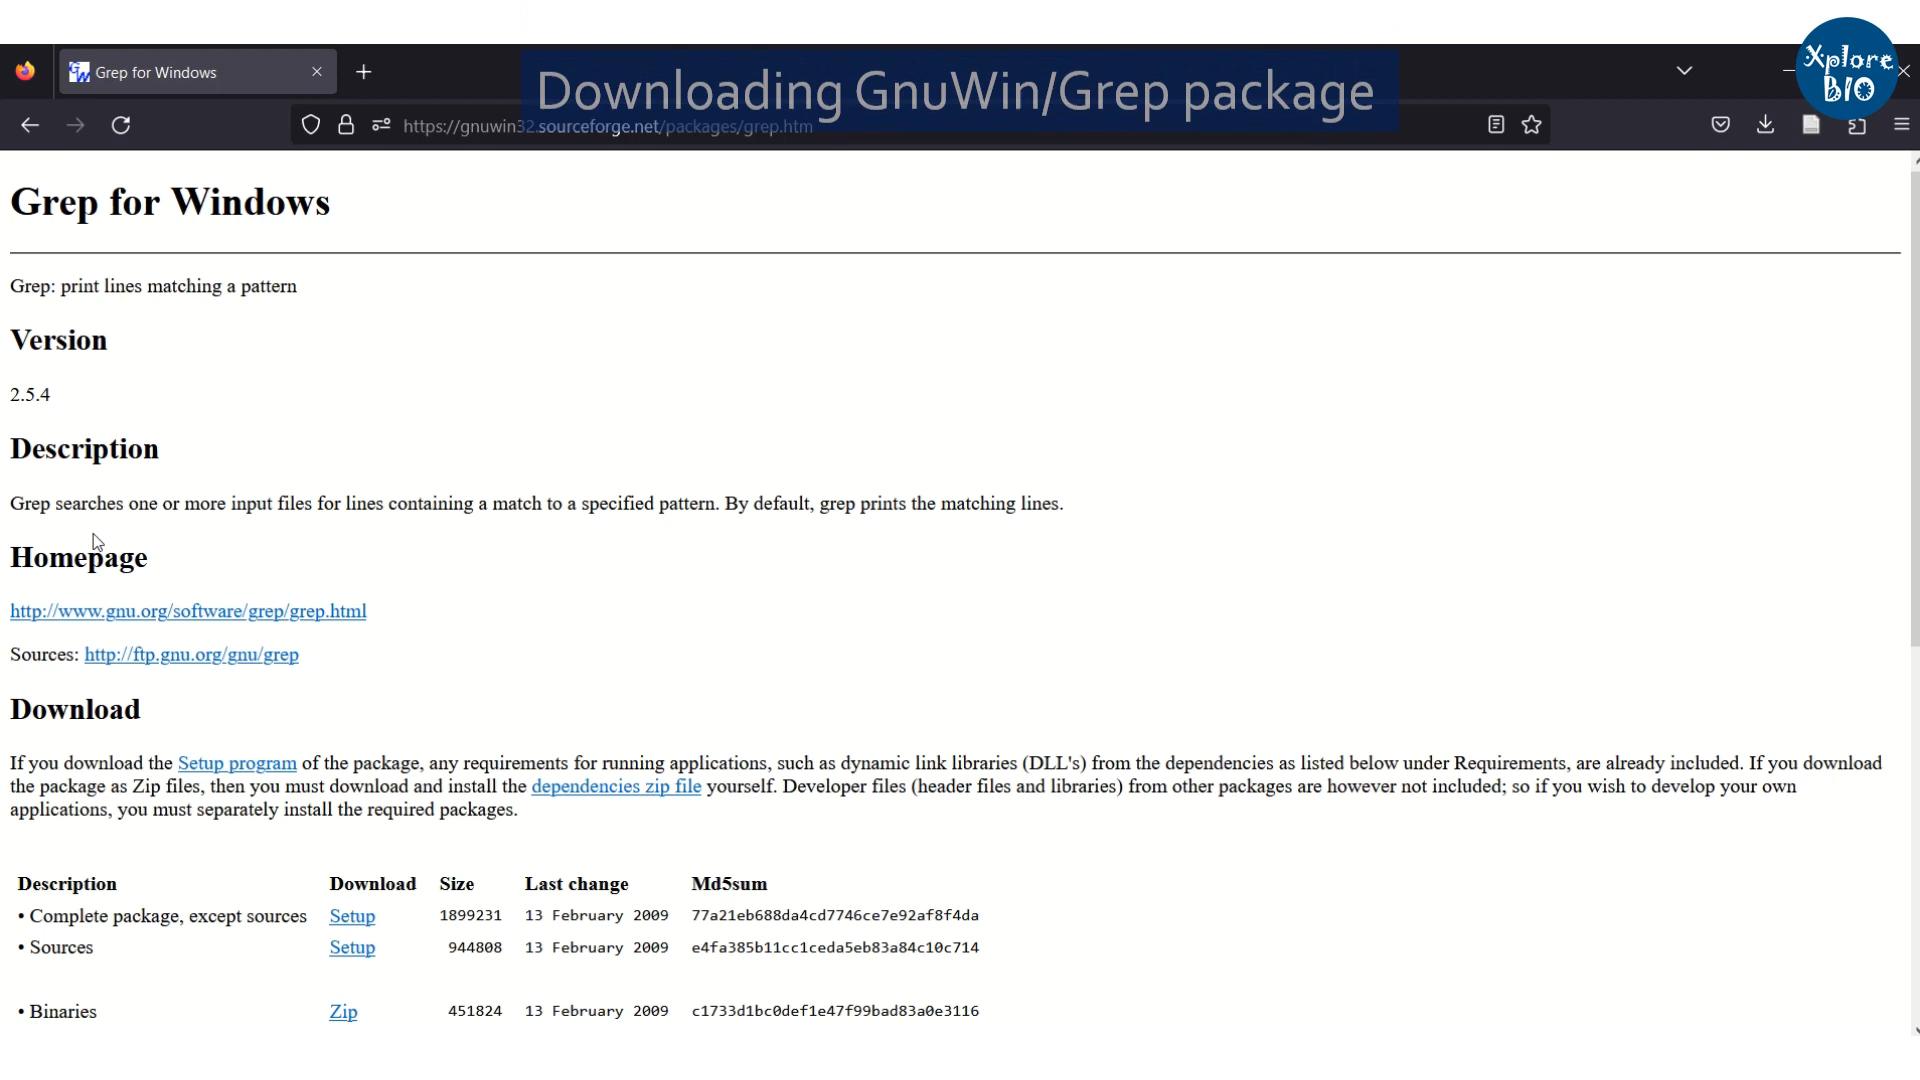 Grep for Windows
Downloading GnuWin/Grep package
Xplore
BIO
https://gnuwin32.sourceforge.net/packages/grep.htm
Grep for Windows
Grep: print lines matching a pattern
Version
2.5.4
Description
Grep searches one or more input files for lines containing a match to a specified pattern. By default, grep prints the matching lines.
Homepage
http://www.gnu.org/software/grep/grep.html
Sources: http://ftp.gnu.org/gnu/grep
Download
If you download the Setup program of the package, any requirements for running applications, such as dynamic link libraries (DLL's) from the dependencies as listed below under Requirements, are already included. If you download
the package as Zip files, then you must download and install the dependencies zip file yourself. Developer files (header files and libraries) from other packages are however not included; so if you wish to develop your own
applications, you must separately install the required packages.
Description Download Size Last change Md5sum
• Complete package, except sources Setup 1899231 13 February 2009 77a21eb688da4cd7746ce7e92af8f4da
• Sources Setup 944808 13 February 2009 e4fa385b11cc1ceda5eb83a84c10c714
• Binaries Zip 451824 13 February 2009 c1733d1bc0def1e47f99bad83a0e3116